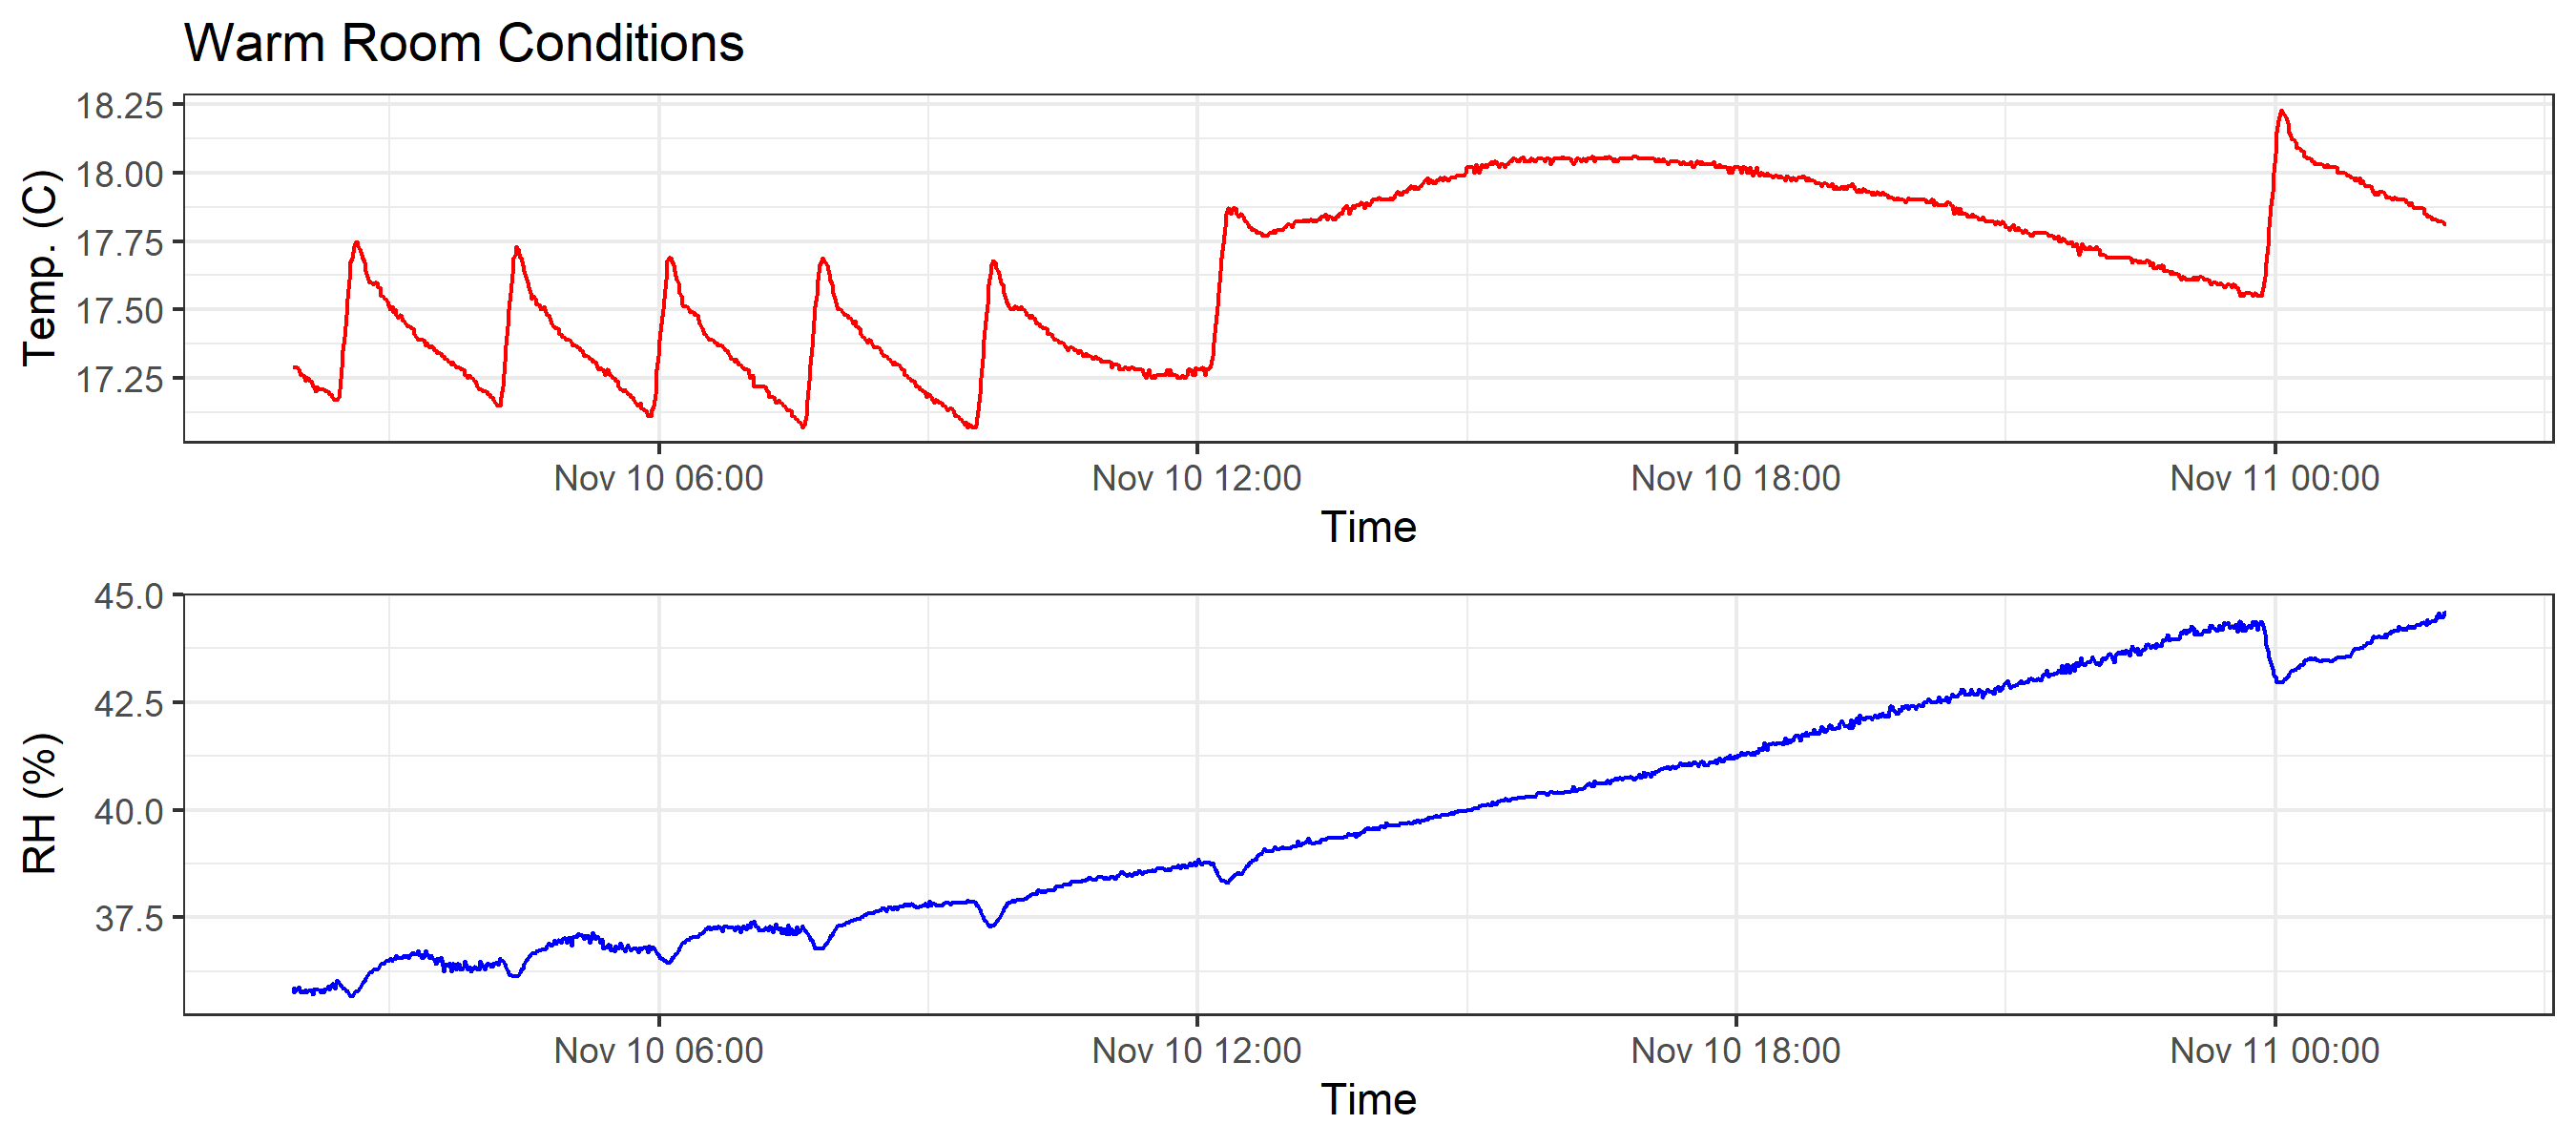 Warm Room Conditions
Temp. (C)
18.25
18.00
17.75
17.50
17.25
Nov 10 06:00 Nov 10 12:00 Nov 10 18:00 Nov 11 00:00
Time
RH (%)
45.0
42.5
40.0
37.5
Nov 10 06:00 Nov 10 12:00 Nov 10 18:00 Nov 11 00:00
Time